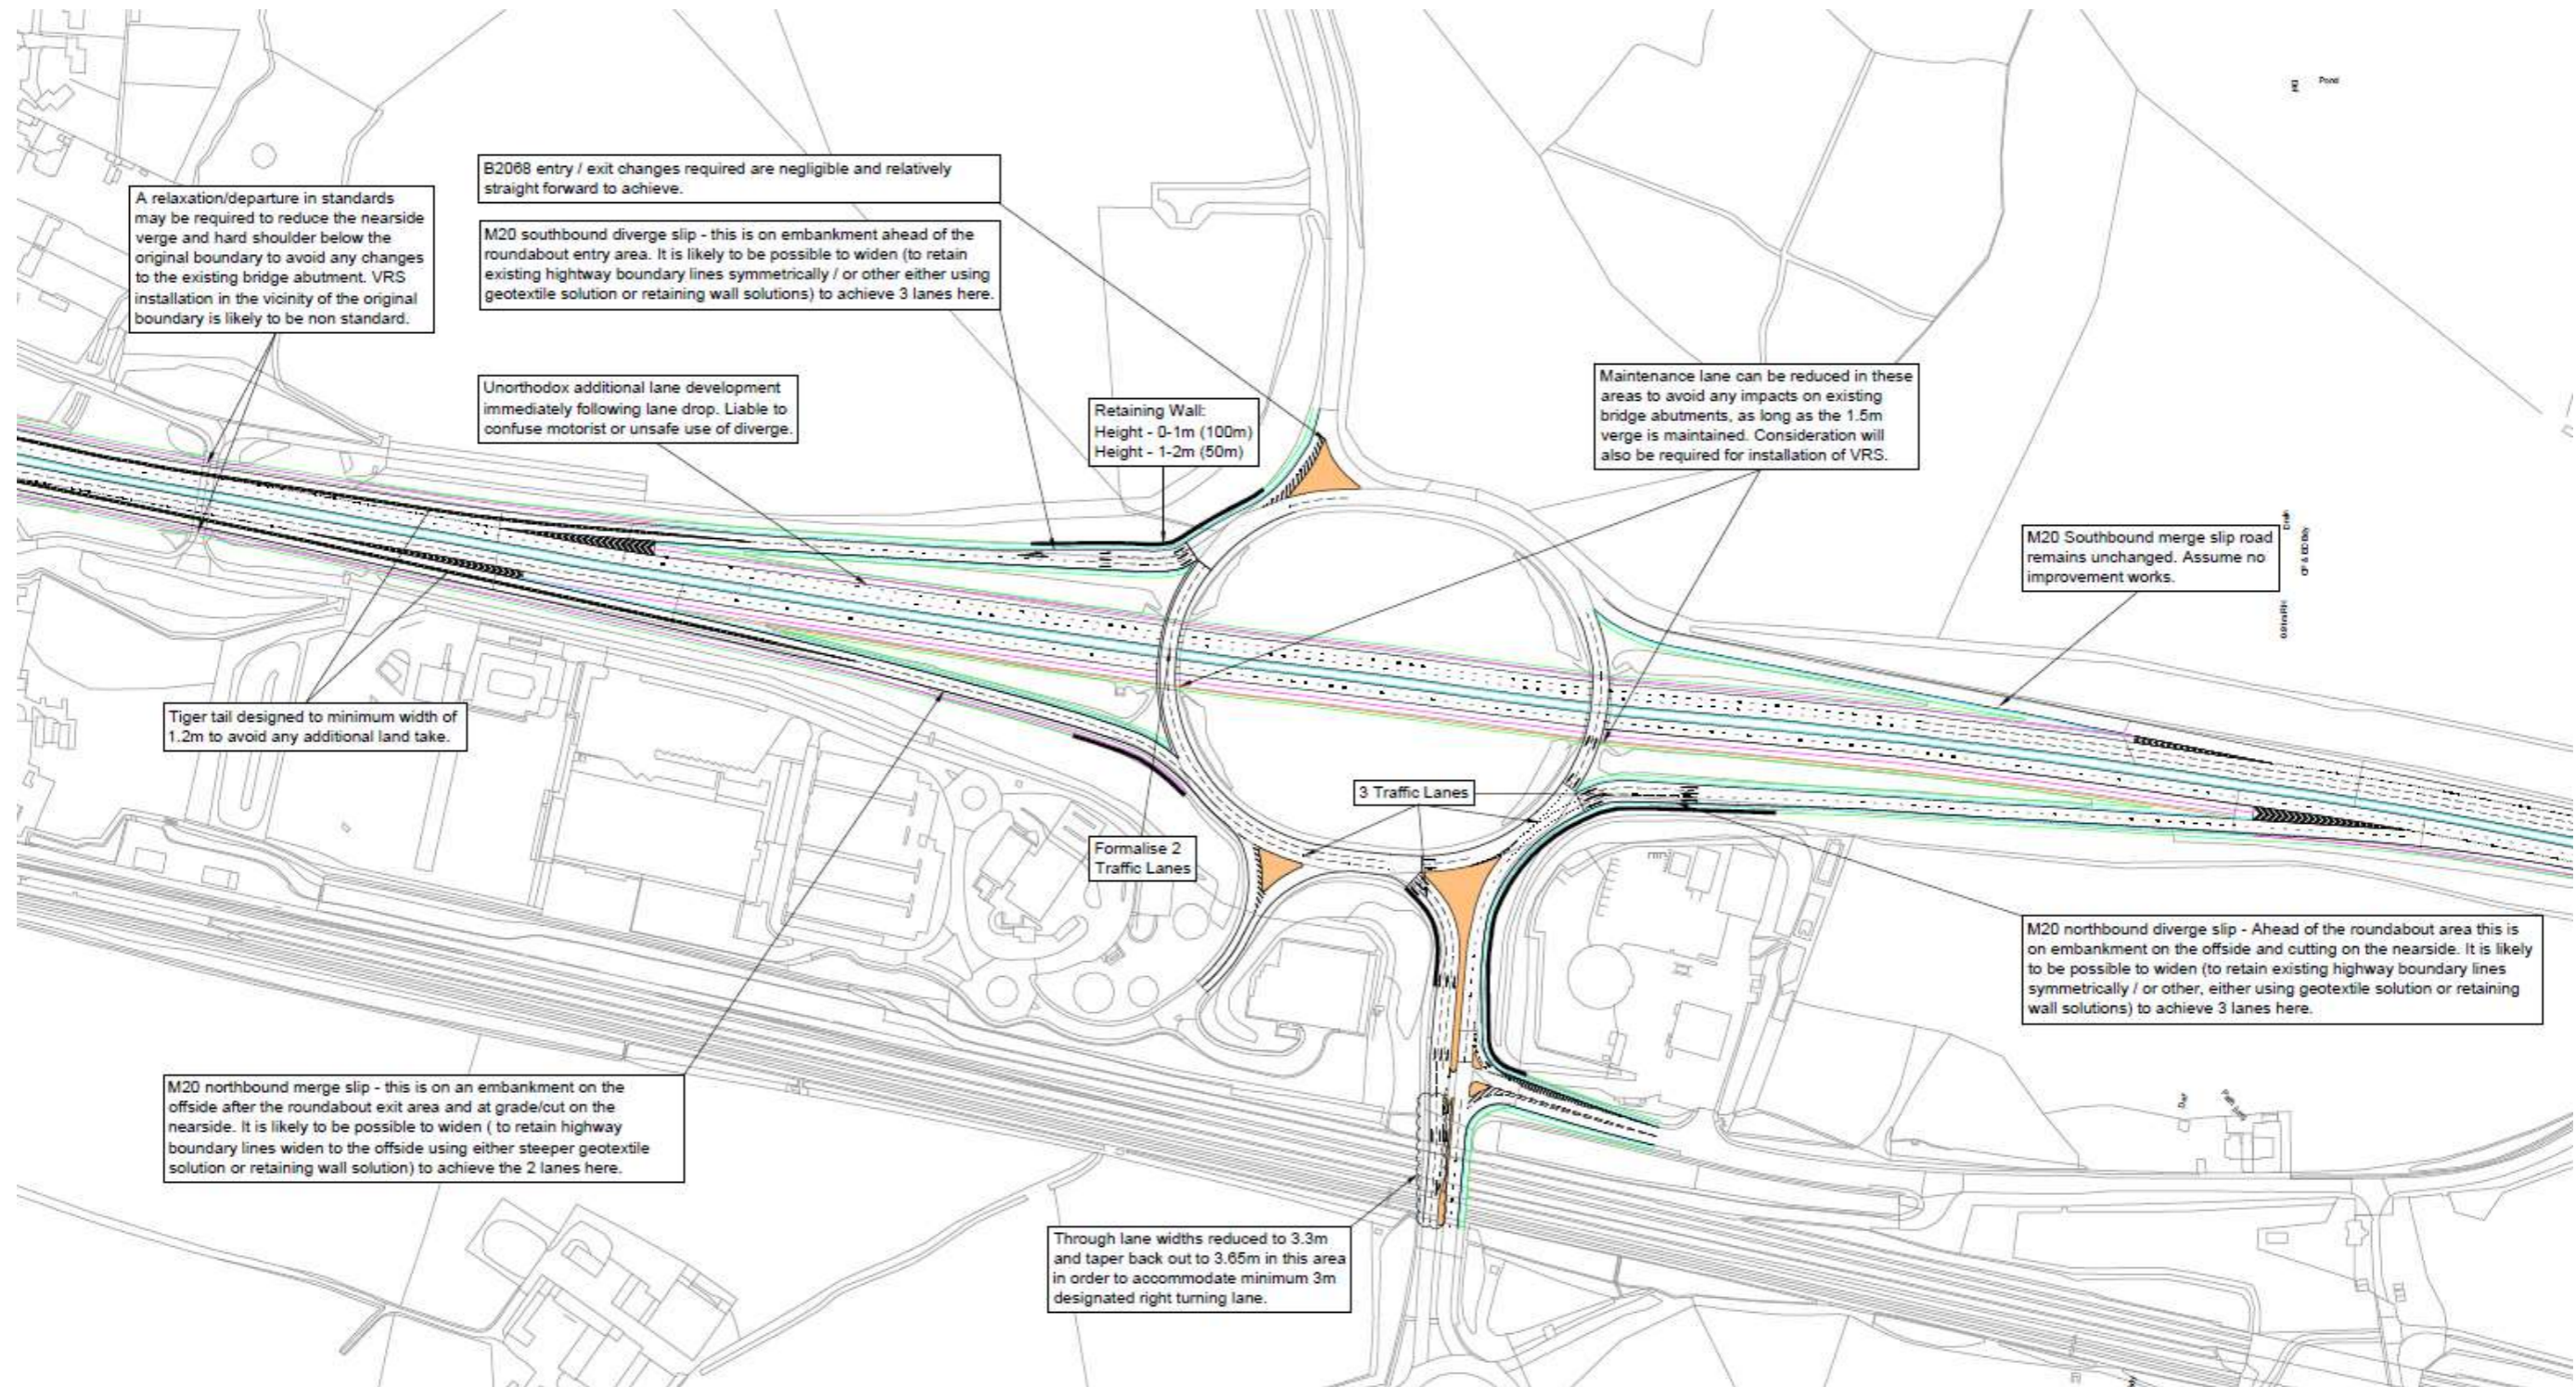 Pond
B2068 entry / exit changes required are negligible and relatively
straight forward to achieve.
A relaxation/departure in standards
may be required to reduce the nearside
verge and hard shoulder below the
original boundary to avoid any changes
to the existing bridge abutment. VRS
installation in the vicinity of the original
boundary is likely to be non standard.
M20 southbound diverge slip - this is on embankment ahead of the
roundabout entry area. It is likely to be possible to widen (to retain
existing hightway boundary lines symmetrically / or other either using
geotextile solution or retaining wall solutions) to achieve 3 lanes here.
Unorthodox additional lane development
immediately following lane drop. Liable to
confuse motorist or unsafe use of diverge.
Retaining Wall:
Height - 0-1m (100m)
Height - 1-2m (50m)
Maintenance lane can be reduced in these
areas to avoid any impacts on existing
bridge abutments, as long as the 1.5m
verge is maintained. Consideration will
also be required for installation of VRS.
Drain
M20 Southbound merge slip road
remains unchanged. Assume no
improvement works.
Tiger tail designed to minimum width of
1.2m to avoid any additional land take.
3 Traffic Lanes
Formalise 2
Traffic Lanes
M20 northbound diverge slip - Ahead of the roundabout area this is
on embankment on the offside and cutting on the nearside. It is likely
to be possible to widen (to retain existing highway boundary lines
symmetrically / or other, either using geotextile solution or retaining
wall solutions) to achieve 3 lanes here.
M20 northbound merge slip - this is on an embankment on the
offside after the roundabout exit area and at grade/cut on the
nearside. It is likely to be possible to widen ( to retain highway
boundary lines widen to the offside using either steeper geotextile
solution or retaining wall solution) to achieve the 2 lanes here.
Through lane widths reduced to 3.3m
and taper back out to 3.65m in this area
in order to accommodate minimum 3m
designated right turning lane.